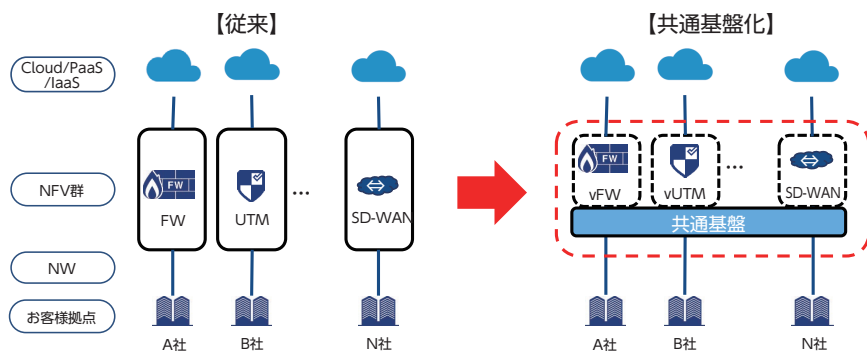 【従来】
【共通基盤化】
Cloud/PaaS
/IaaS
NFV群
NW
お客様拠点
FW
FW
UTM
...
SD-WAN
A社
B社
N社
FW
vFW
vUTM
...
SD-WAN
共通基盤
A社
B社
N社